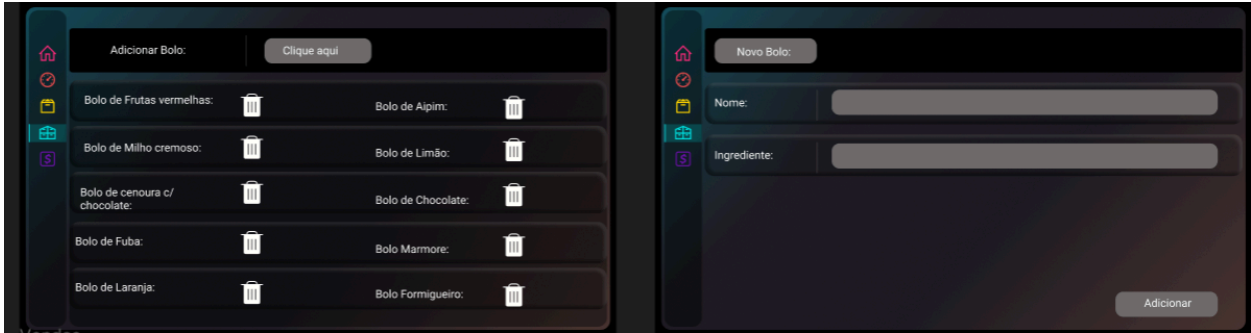 Adicionar Bolo:
Clique aqui
Bolo de Frutas vermelhas:
Bolo de Aipim:
Bolo de Milho cremoso:
Bolo de Limão:
Bolo de cenoura c/
chocolate:
Bolo de Chocolate:
Bolo de Fuba:
Bolo Marmore:
Bolo de Laranja:
Bolo Formigueiro:
Novo Bolo:
Nome:
Ingrediente:
Adicionar